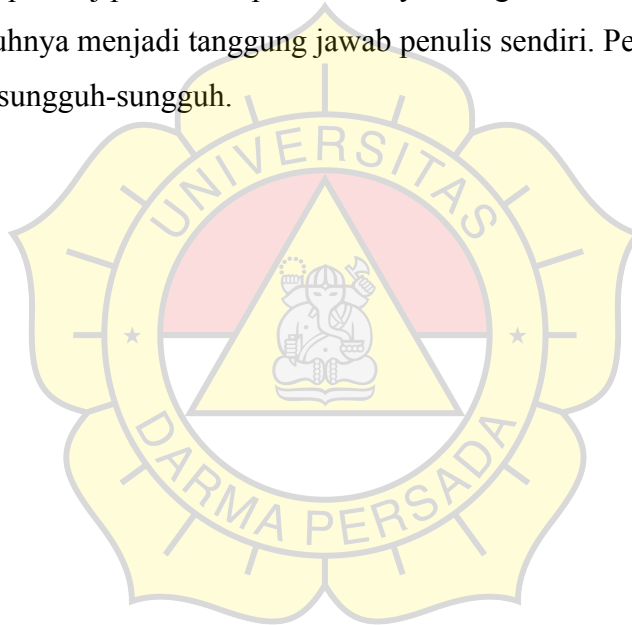 uhnya menjadi tanggung jawab penulis sendiri. Pe
sungguh-sungguh.
UNIVERSITAS
DARMA PERSADA